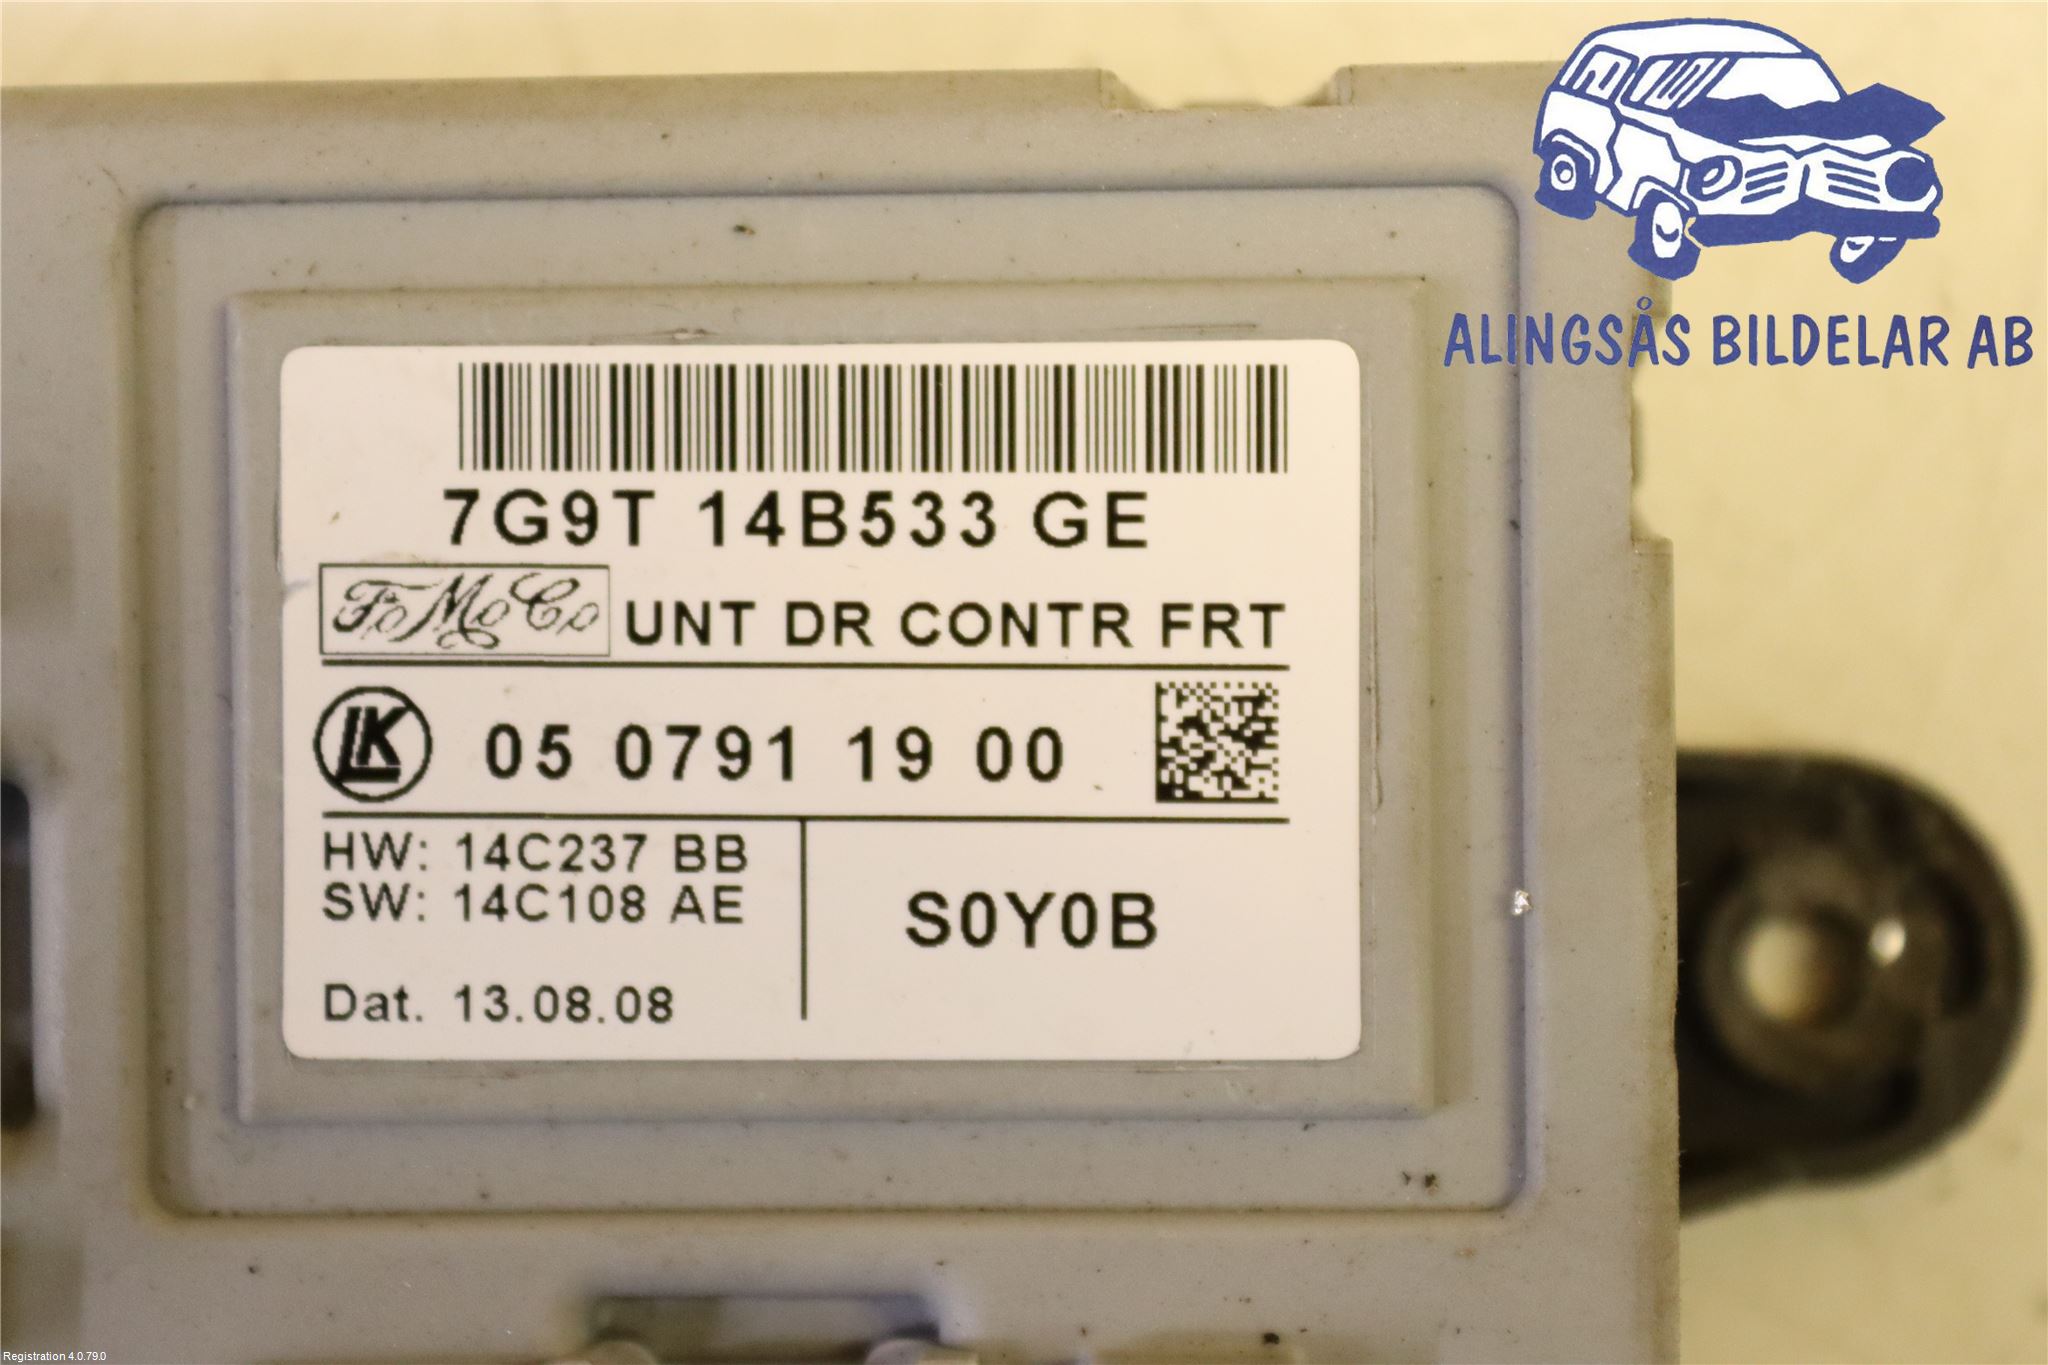 ALINGSÅS BILDELAR AB
7G9T 14B533 GE
FoMoCo UNT DR CONTR FRT
LK 05 0791 19 00
HW: 14C237 BB
SW: 14C108 AE
S0Y0B
Dat. 13.08.08
Registration 4.0.79.0